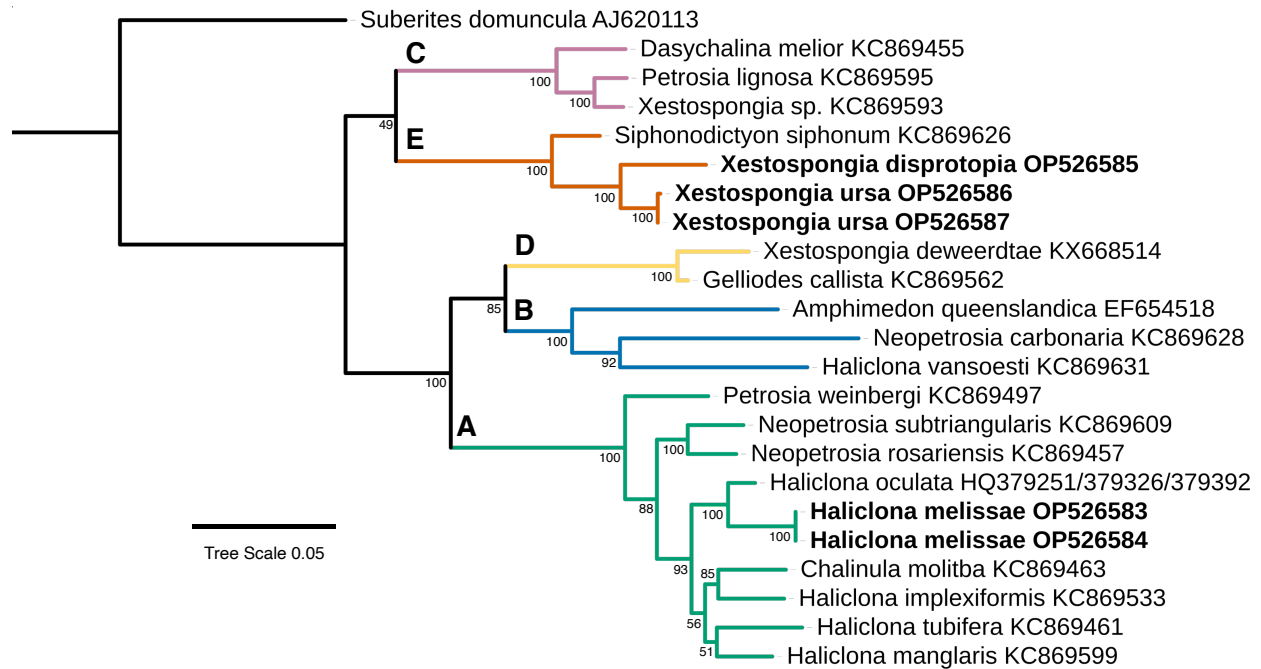 Suberites domuncula AJ620113
C
Dasychalina melior KC869455
100
Petrosia lignosa KC869595
100
Xestospongia sp. KC869593
49
E
Siphonodictyon siphonum KC869626
100
Xestospongia disprotopia OP526585
100
Xestospongia ursa OP526586
100
Xestospongia ursa OP526587
D
Xestospongia deweerdtae KX668514
100
Gelliodes callista KC869562
85
B
Amphimedon queenslandica EF654518
100
Neopetrosia carbonaria KC869628
92
Haliclona vansoesti KC869631
100
Petrosia weinbergi KC869497
A
Neopetrosia subtriangularis KC869609
100
100
Neopetrosia rosariensis KC869457
Haliclona oculata HQ379251/379326/379392
88
100
Haliclona melissae OP526583
100
Haliclona melissae OP526584
Tree Scale 0.05
93
85
Chalinula molitba KC869463
Haliclona implexiformis KC869533
56
Haliclona tubifera KC869461
51
Haliclona manglaris KC869599